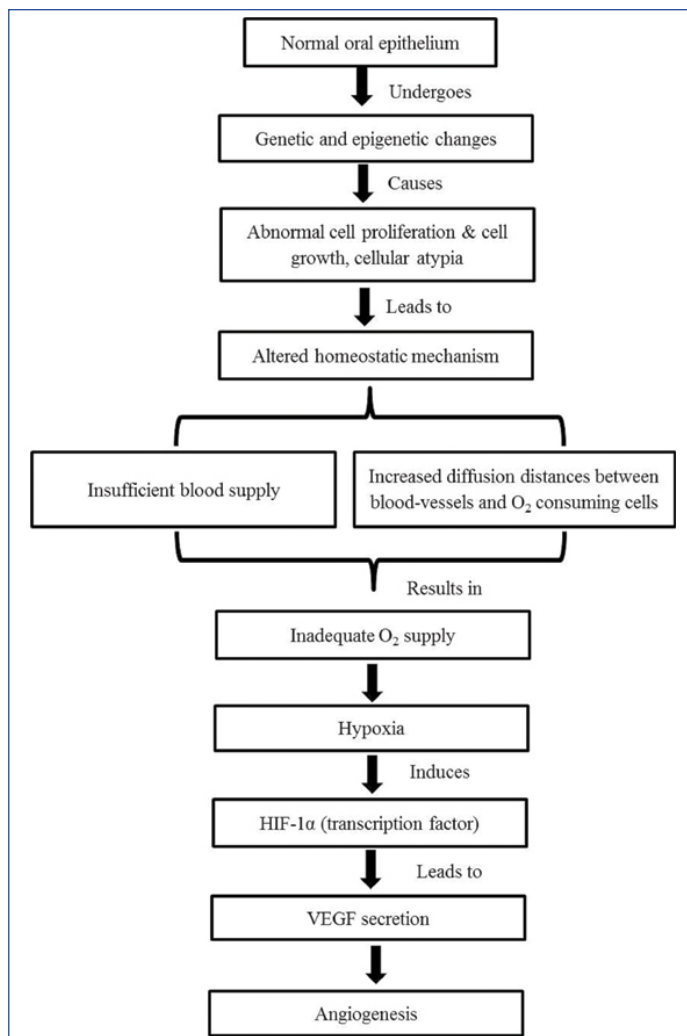 Normal oral epithelium
Undergoes
Genetic and epigenetic changes
Causes
Abnormal cell proliferation & cell
growth, cellular atypia
Leads to
Altered homeostatic mechanism
Insufficient blood supply
Increased diffusion distances between
blood-vessels and O₂ consuming cells
Results in
Inadequate O₂ supply
Hypoxia
Induces
HIF-1α (transcription factor)
Leads to
VEGF secretion
Angiogenesis